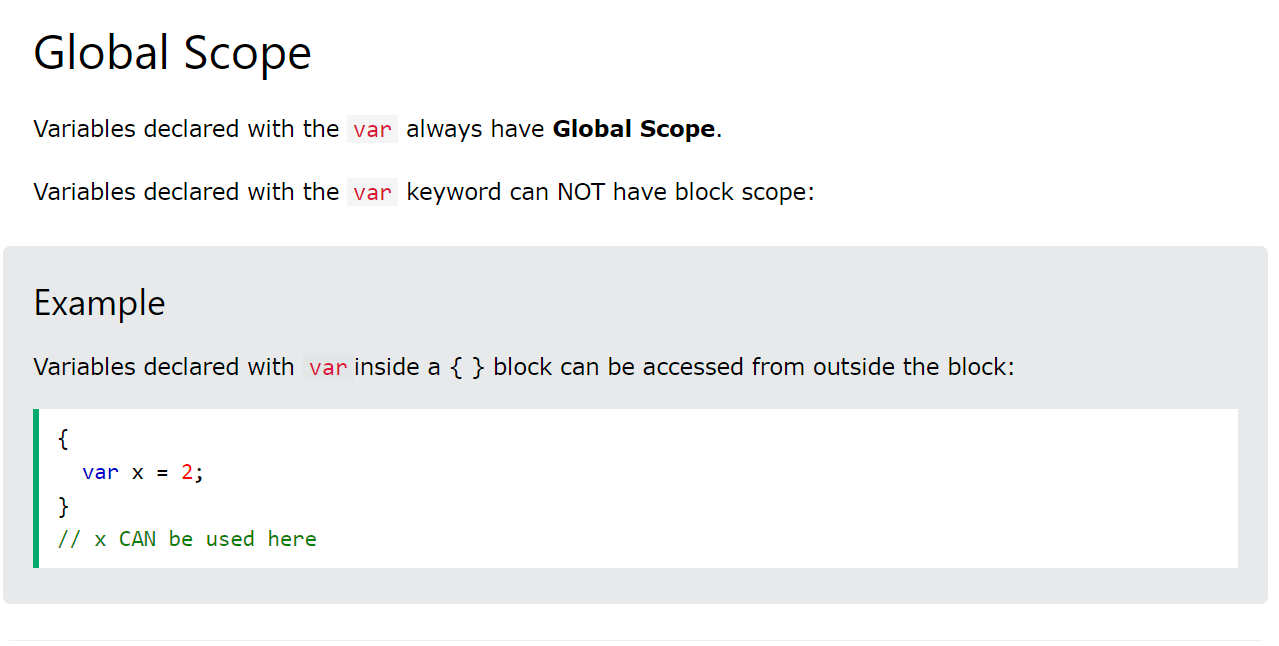 Global Scope
Variables declared with the var always have Global Scope.
Variables declared with the var keyword can NOT have block scope:
Example
Variables declared with var inside a { } block can be accessed from outside the block:
{
  var x = 2;
}
// x CAN be used here